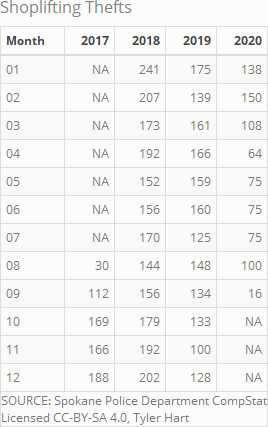 Shoplifting Thefts
Month 2017 2018 2019 2020
01 NA 241 175 138
02 NA 207 139 150
03 NA 173 161 108
04 NA 192 166 64
05 NA 152 159 75
06 NA 156 160 75
07 NA 170 125 75
08 30 144 148 100
09 112 156 134 16
10 169 179 133 NA
11 166 192 100 NA
12 188 202 128 NA
SOURCE: Spokane Police Department CompStat
Licensed CC-BY-SA 4.0, Tyler Hart